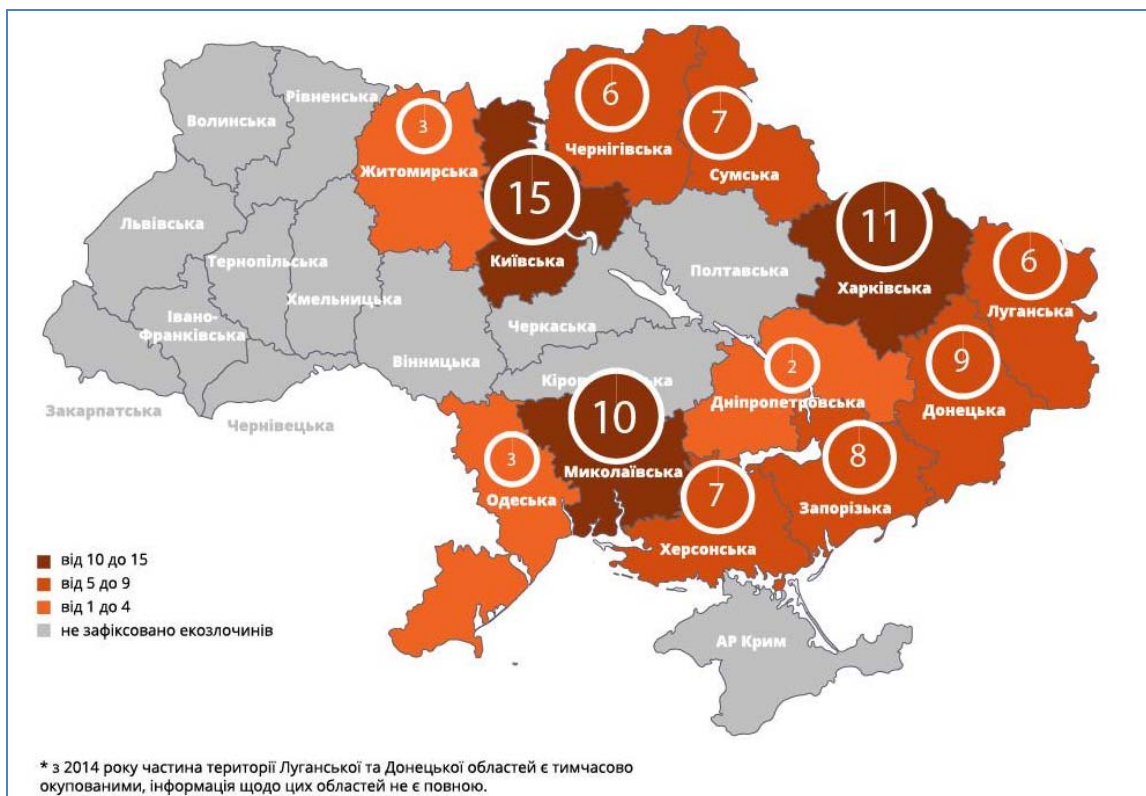 Рівненська
Волинська
3
Житомирська
6
Чернігівська
7
Сумська
15
Київська
11
Харківська
6
Луганська
Львівська
Тернопільська
Хмельницька
Полтавська
Івано-
Франківська
Черкаська
Вінницька
2
Дніпропетровська
9
Донецька
Закарпатська
Чернівецька
10
Миколаївська
3
Одеська
8
Запорізька
7
Херсонська
АР Крим
від 10 до 15
від 5 до 9
від 1 до 4
не зафіксовано екозлочинів
* з 2014 року частина території Луганської та Донецької областей є тимчасово
окупованими, інформація щодо цих областей не є повною.